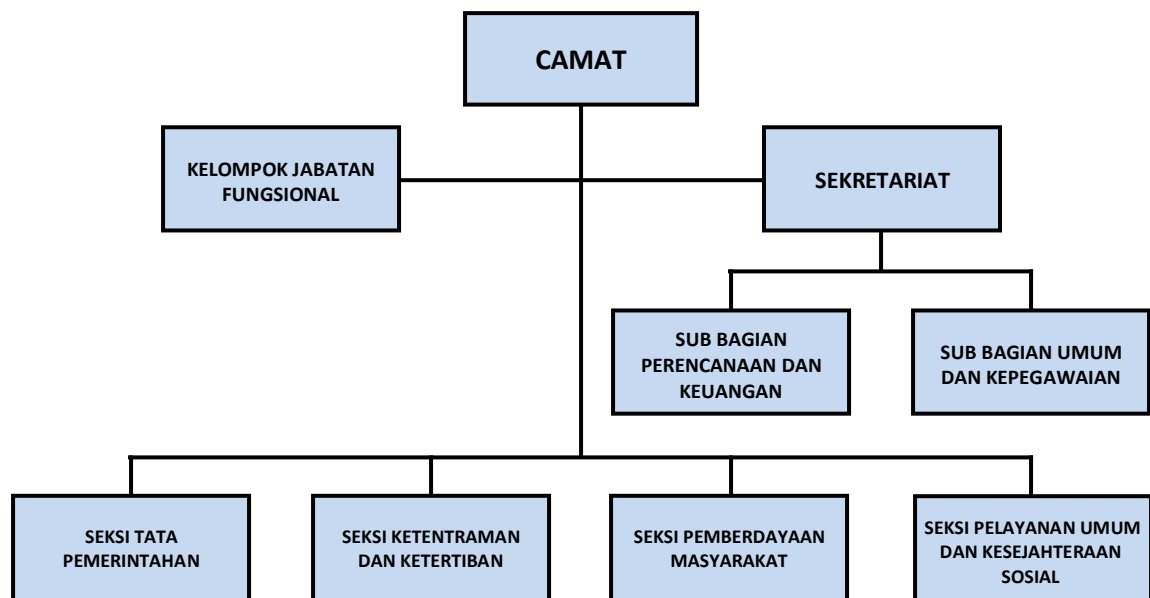 CAMAT
KELOMPOK JABATAN
FUNGSIONAL
SEKRETARIAT
SUB BAGIAN
PERENCANAAN DAN
KEUANGAN
SUB BAGIAN UMUM
DAN KEPEGAWAIAN
SEKSI TATA
PEMERINTAHAN
SEKSI KETENTRAMAN
DAN KETERTIBAN
SEKSI PEMBERDAYAAN
MASYARAKAT
SEKSI PELAYANAN UMUM
DAN KESEJAHTERAAN
SOSIAL